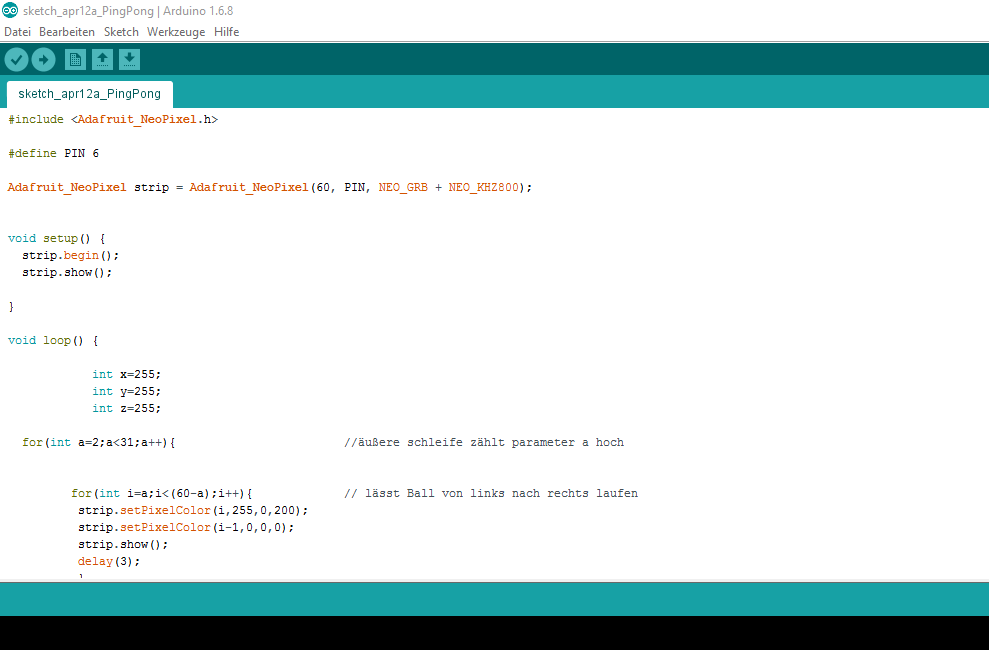 sketch_apr12a_PingPong | Arduino 1.6.8
Datei Bearbeiten Sketch Werkzeuge Hilfe
sketch_apr12a_PingPong
#include <Adafruit_NeoPixel.h>
#define PIN 6
Adafruit_NeoPixel strip = Adafruit_NeoPixel(60, PIN, NEO_GRB + NEO_KHZ800);
void setup() {
strip.begin();
strip.show();
}
void loop() {
int x=255;
int y=255;
int z=255;
for(int a=2;a<31;a++){ //äußere schleife zählt parameter a hoch
for(int i=a;i<(60-a);i++){ // lässt Ball von links nach rechts laufen
strip.setPixelColor(i,255,0,200);
strip.setPixelColor(i-1,0,0,0);
strip.show();
delay(3);
}